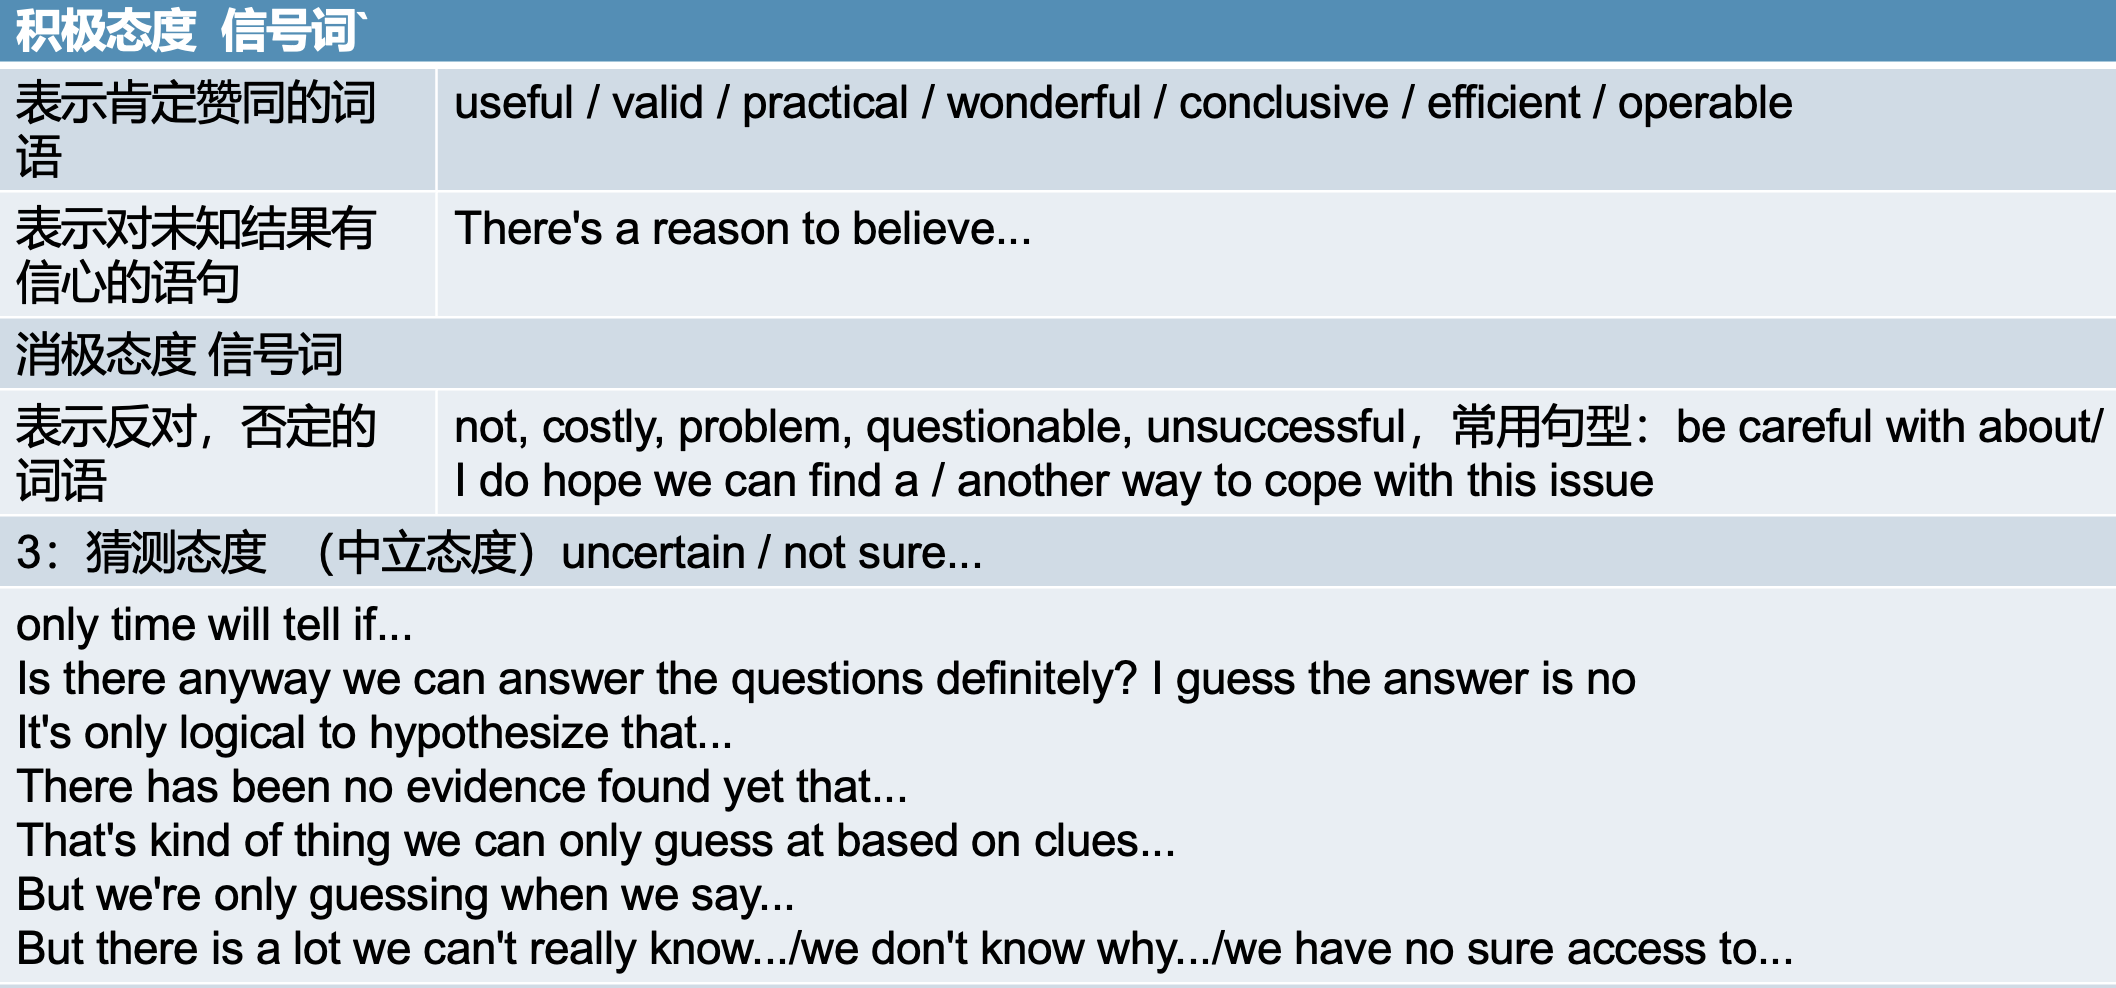 积极态度  信号词`
表示肯定赞同的词
语
useful / valid / practical / wonderful / conclusive / efficient / operable
表示对未知结果有
信心的语句
There's a reason to believe...
消极态度 信号词
表示反对，否定的
词语
not, costly, problem, questionable, unsuccessful，常用句型：be careful with about/
I do hope we can find a / another way to cope with this issue
3：猜测态度  （中立态度）uncertain / not sure...
only time will tell if...
Is there anyway we can answer the questions definitely? I guess the answer is no
It's only logical to hypothesize that...
There has been no evidence found yet that...
That's kind of thing we can only guess at based on clues...
But we're only guessing when we say...
But there is a lot we can't really know.../we don't know why.../we have no sure access to...